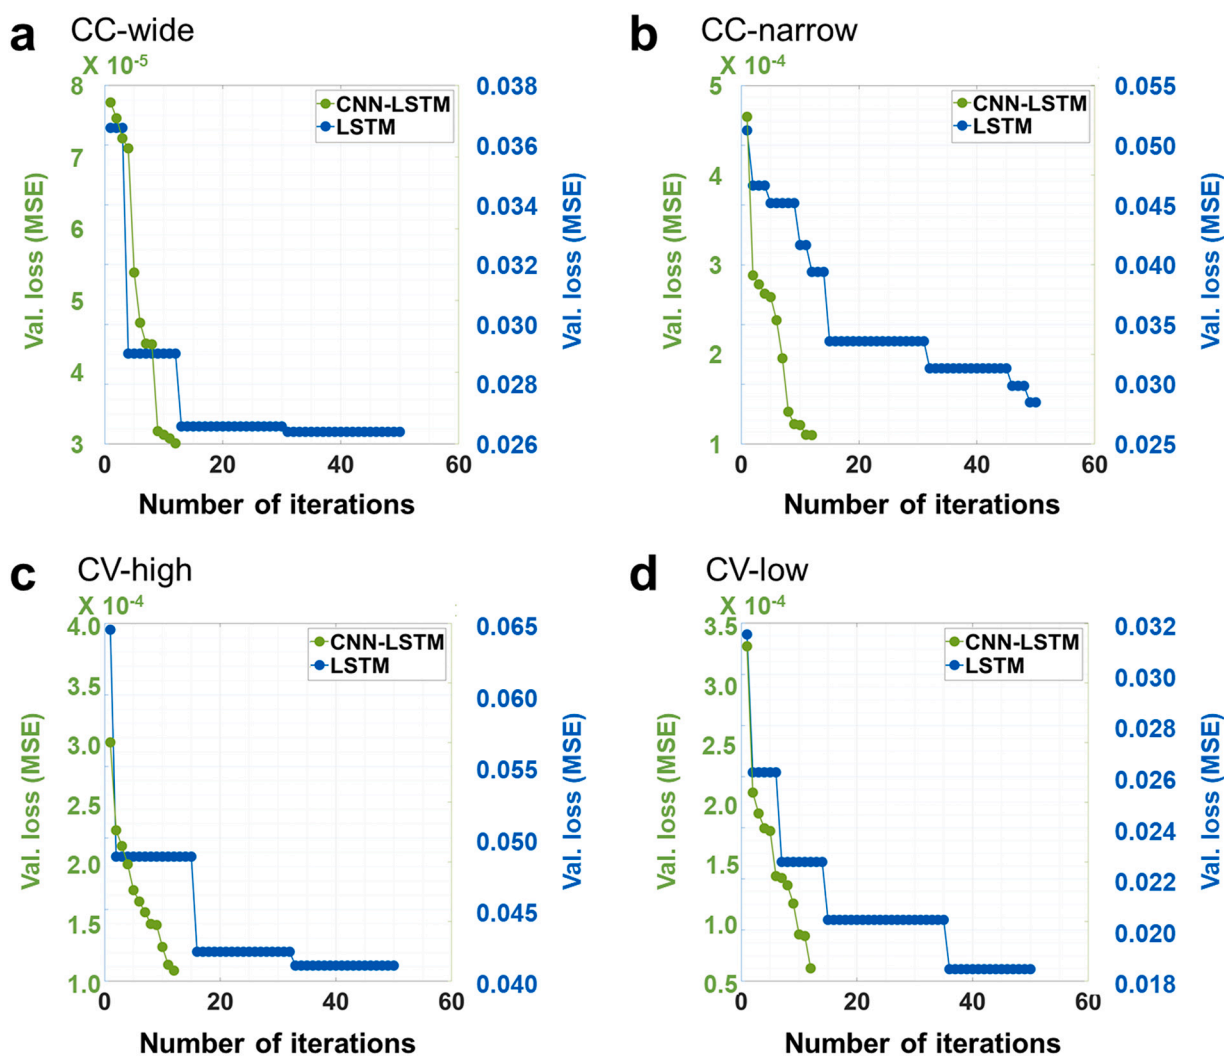 a CC-wide
X 10-5
8
7
6
5
4
3
Val. loss (MSE)
CNN-LSTM
LSTM
0.038
0.036
0.034
0.032
0.030
0.028
0.026
Val. loss (MSE)
0 20 40 60
Number of iterations
b CC-narrow
X 10-4
5
4
3
2
1
Val. loss (MSE)
CNN-LSTM
LSTM
0.055
0.050
0.045
0.040
0.035
0.030
0.025
Val. loss (MSE)
0 20 40 60
Number of iterations
c CV-high
X 10-4
4.0
3.5
3.0
2.5
2.0
1.5
1.0
Val. loss (MSE)
CNN-LSTM
LSTM
0.065
0.060
0.055
0.050
0.045
0.040
Val. loss (MSE)
0 20 40 60
Number of iterations
d CV-low
X 10-4
3.5
3.0
2.5
2.0
1.5
1.0
0.5
Val. loss (MSE)
CNN-LSTM
LSTM
0.032
0.030
0.028
0.026
0.024
0.022
0.020
0.018
Val. loss (MSE)
0 20 40 60
Number of iterations